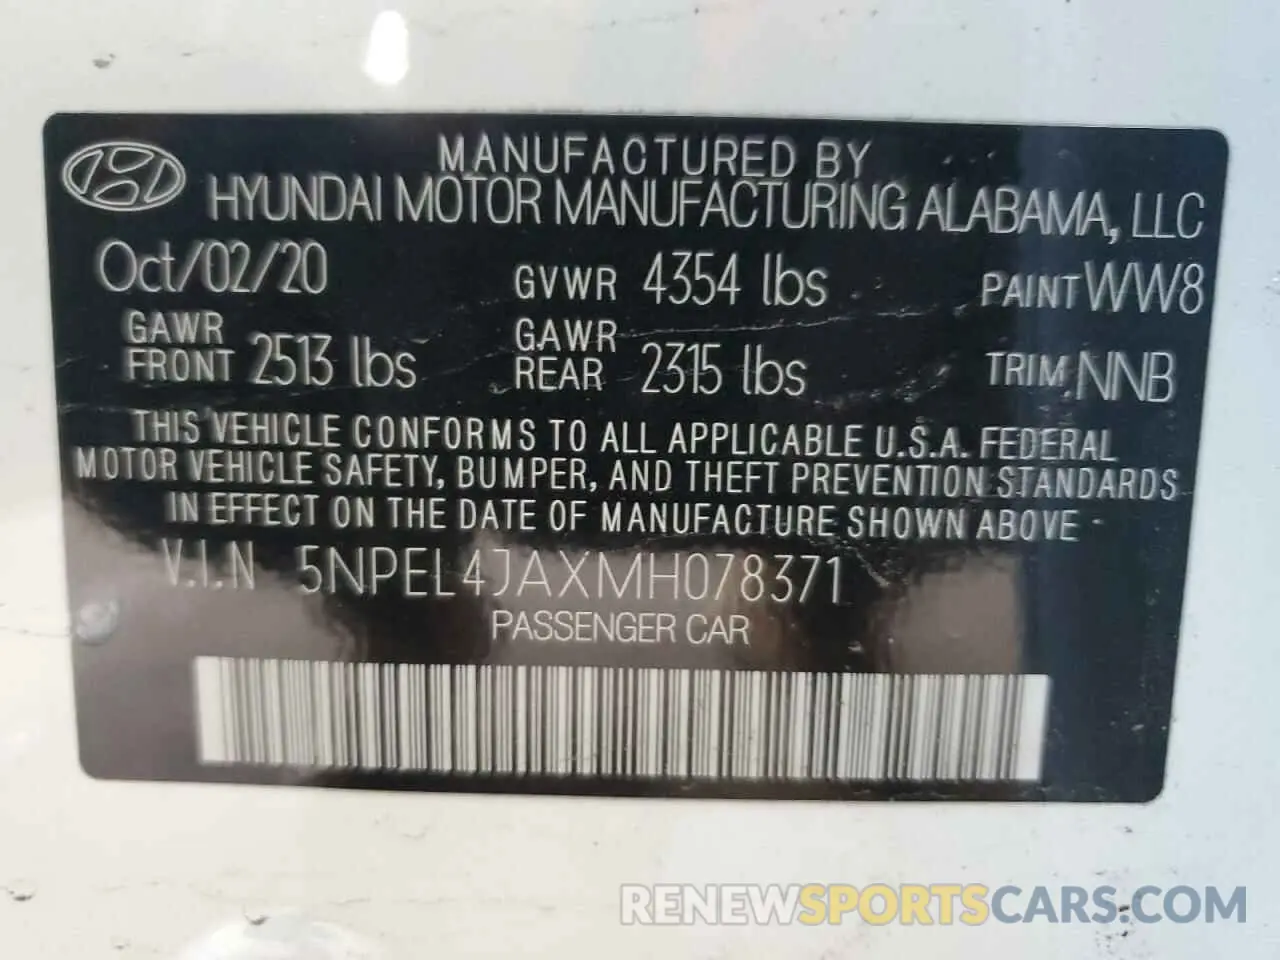 MANUFACTURED BY
HYUNDAI MOTOR MANUFACTURING ALABAMA, LLC
Oct/02/20 GVWR 4354 lbs PAINT WW8
GAWR FRONT 2513 lbs GAWR REAR 2315 lbs TRIM NNB
THIS VEHICLE CONFORMS TO ALL APPLICABLE U.S.A. FEDERAL
MOTOR VEHICLE SAFETY, BUMPER, AND THEFT PREVENTION STANDARDS
IN EFFECT ON THE DATE OF MANUFACTURE SHOWN ABOVE
V.I.N 5NPEL4JAXMH078371
PASSENGER CAR
RENEWSPORTSCARS.COM